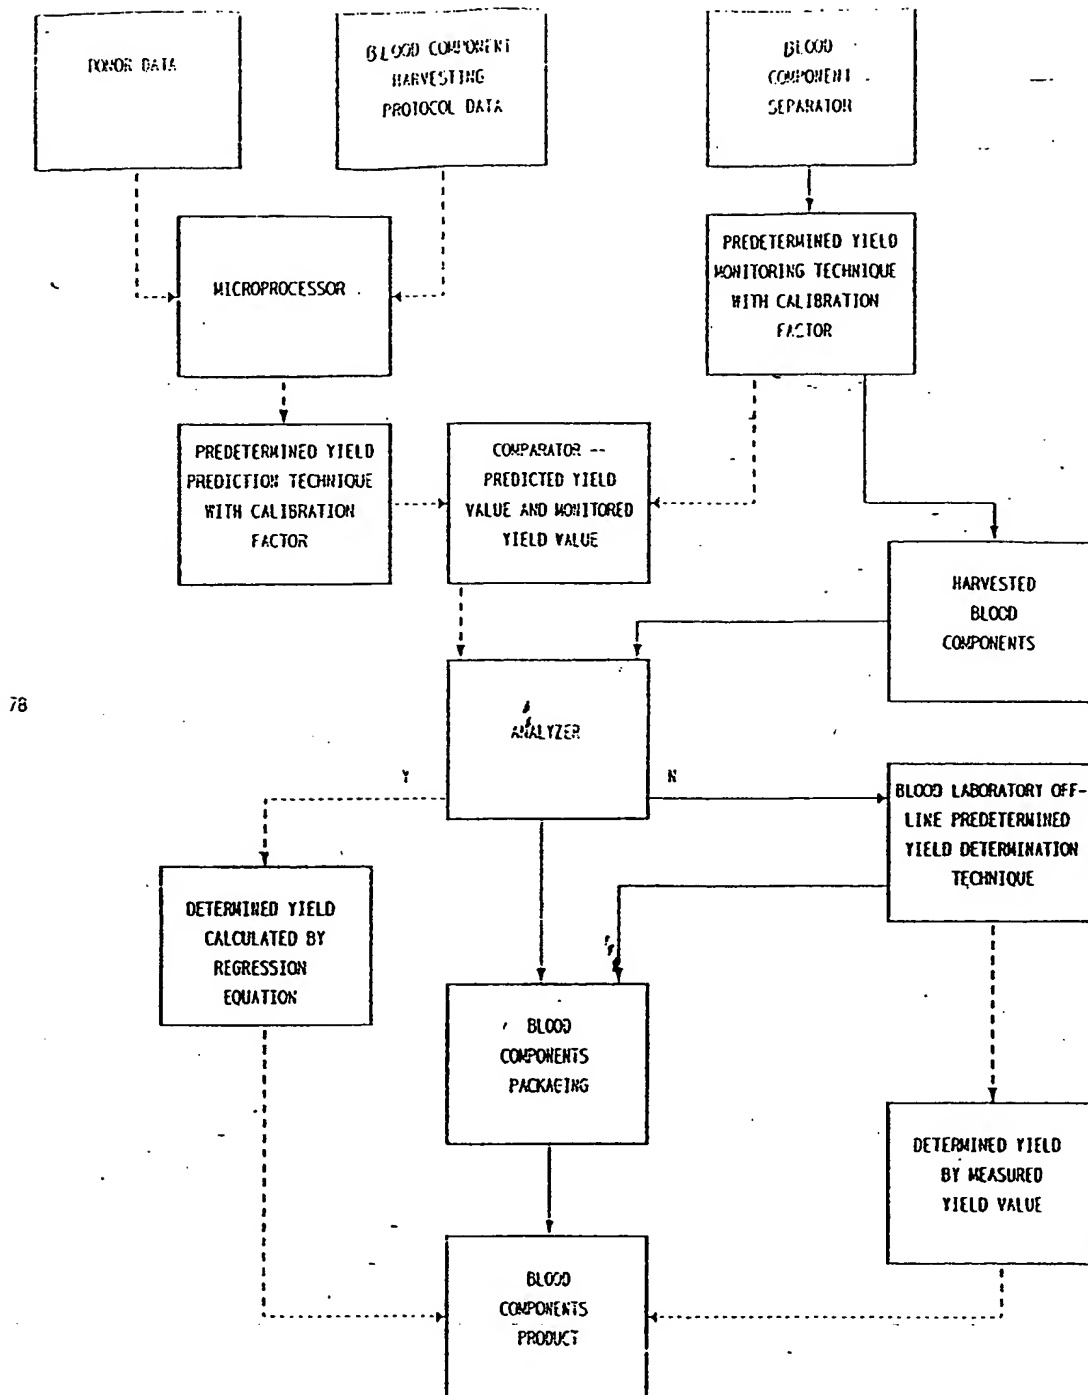 DONOR DATA
BLOOD COMPONENT
HARVESTING
PROTOCOL DATA
BLOOD
COMPONENT
SEPARATOR
MICROPROCESSOR
PREDETERMINED YIELD
MONITORING TECHNIQUE
WITH CALIBRATION
FACTOR
PREDETERMINED YIELD
PREDICTION TECHNIQUE
WITH CALIBRATION
FACTOR
COMPARATOR --
PREDICTED YIELD
VALUE AND MONITORED
YIELD VALUE
HARVESTED
BLOOD
COMPONENTS
78
ANALYZER
Y
N
BLOOD LABORATORY OFF-
LINE PREDETERMINED
YIELD DETERMINATION
TECHNIQUE
DETERMINED YIELD
CALCULATED BY
REGRESSION
EQUATION
BLOOD
COMPONENTS
PACKAGING
DETERMINED YIELD
BY MEASURED
YIELD VALUE
BLOOD
COMPONENTS
PRODUCT